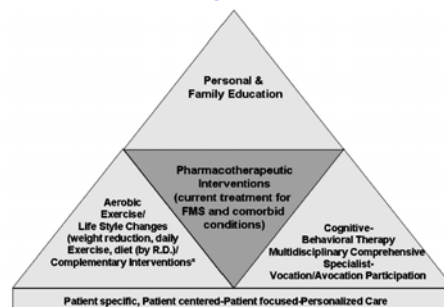 Personal &
Family Education
Pharmacotherapeutic
Interventions
(current treatment for
FMS and comorbid
conditions)
Aerobic
Exercise/
Life Style Changes
(weight reduction, daily
Exercise, diet (by R.D.)/
Complementary Interventions*
Cognitive-
Behavioral Therapy
Multidisciplinary Comprehensive
Specialist-
Vocation/Avocation Participation
Patient specific, Patient centered-Patient focused-Personalized Care